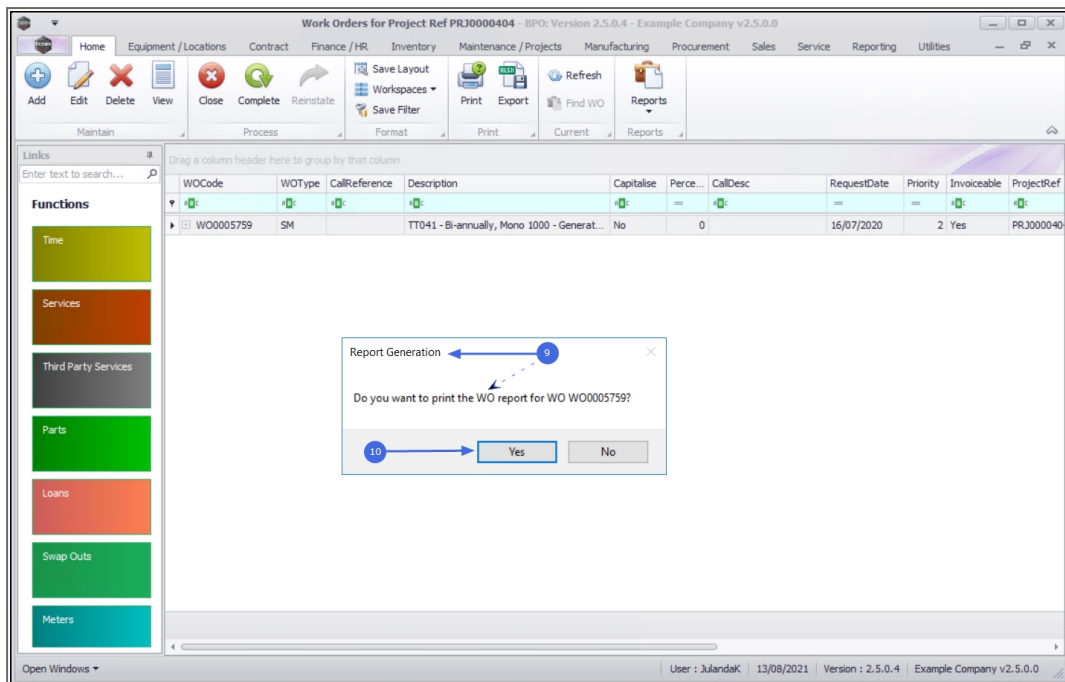 Work Orders for Project Ref PRJ0000404 - BPO: Version 2.5.0.4 - Example Company v2.5.0.0
Home Equipment / Locations Contract Finance / HR Inventory Maintenance / Projects Manufacturing Procurement Sales Service Reporting Utilities
Add Edit Delete View Close Complete Reinstate Save Layout Workspaces Save Filter Print Export Refresh Find WO Reports
Maintain Process Format Print Current Reports
Links
Enter text to search...
Functions
Time
Services
Third Party Services
Parts
Loans
Swap Outs
Meters
Drag a column header here to group by that column
WOCode WOType CallReference Description Capitalise Perce... CallDesc RequestDate Priority Invoiceable ProjectRef
WO0005759 SM TT041 - Bi-annually, Mono 1000 - Generat... No 0 16/07/2020 2 Yes PRJ000040
Report Generation
9
Do you want to print the WO report for WO WO0005759?
10
Yes No
Open Windows User : JulandaK 13/08/2021 Version : 2.5.0.4 Example Company v2.5.0.0